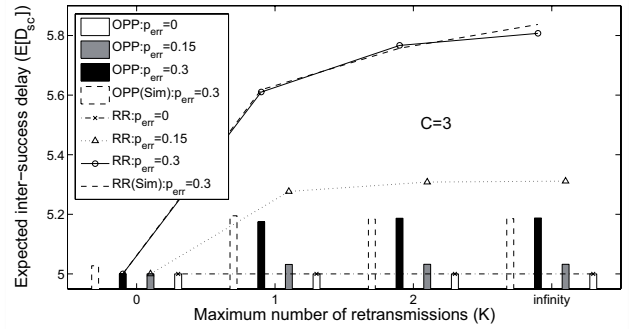 Expected inter-success delay (E[D_sc])
5.8
5.6
5.4
5.2
5
OPP:p_err=0
OPP:p_err=0.15
OPP:p_err=0.3
OPP(Sim):p_err=0.3
RR:p_err=0
RR:p_err=0.15
RR:p_err=0.3
RR(Sim):p_err=0.3
C=3
0 1 2 infinity
Maximum number of retransmissions (K)